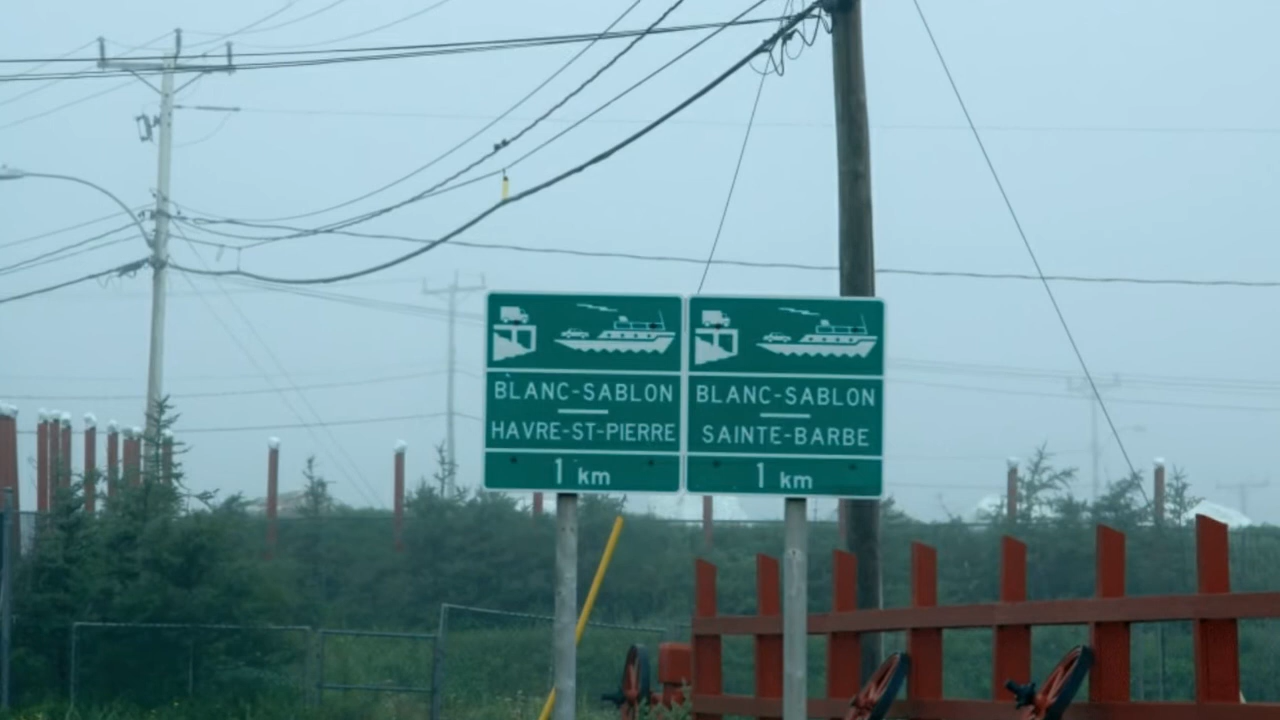 BLANC-SABLON
HAVRE-ST-PIERRE
1 km
BLANC-SABLON
SAINTE-BARBE
1 km